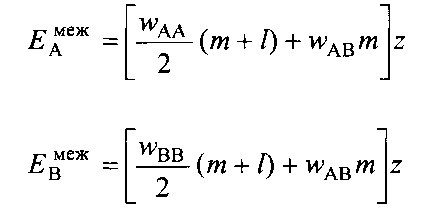 E_A^меж = [w_AA/2 (m + l) + w_AB m] z
E_B^меж = [w_BB/2 (m + l) + w_AB m] z